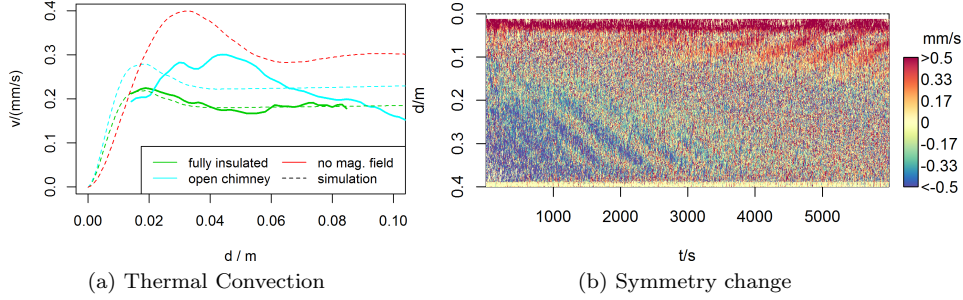 v/(mm/s)
0.4
0.3
0.2
0.1
0.0
fully insulated
open chimney
no mag. field
simulation
0.00 0.02 0.04 0.06 0.08 0.10
d / m
(a) Thermal Convection
d/m
0.0
0.1
0.2
0.3
0.4
1000 2000 3000 4000 5000
t/s
mm/s
>0.5
0.33
0.17
0
-0.17
-0.33
<-0.5
(b) Symmetry change